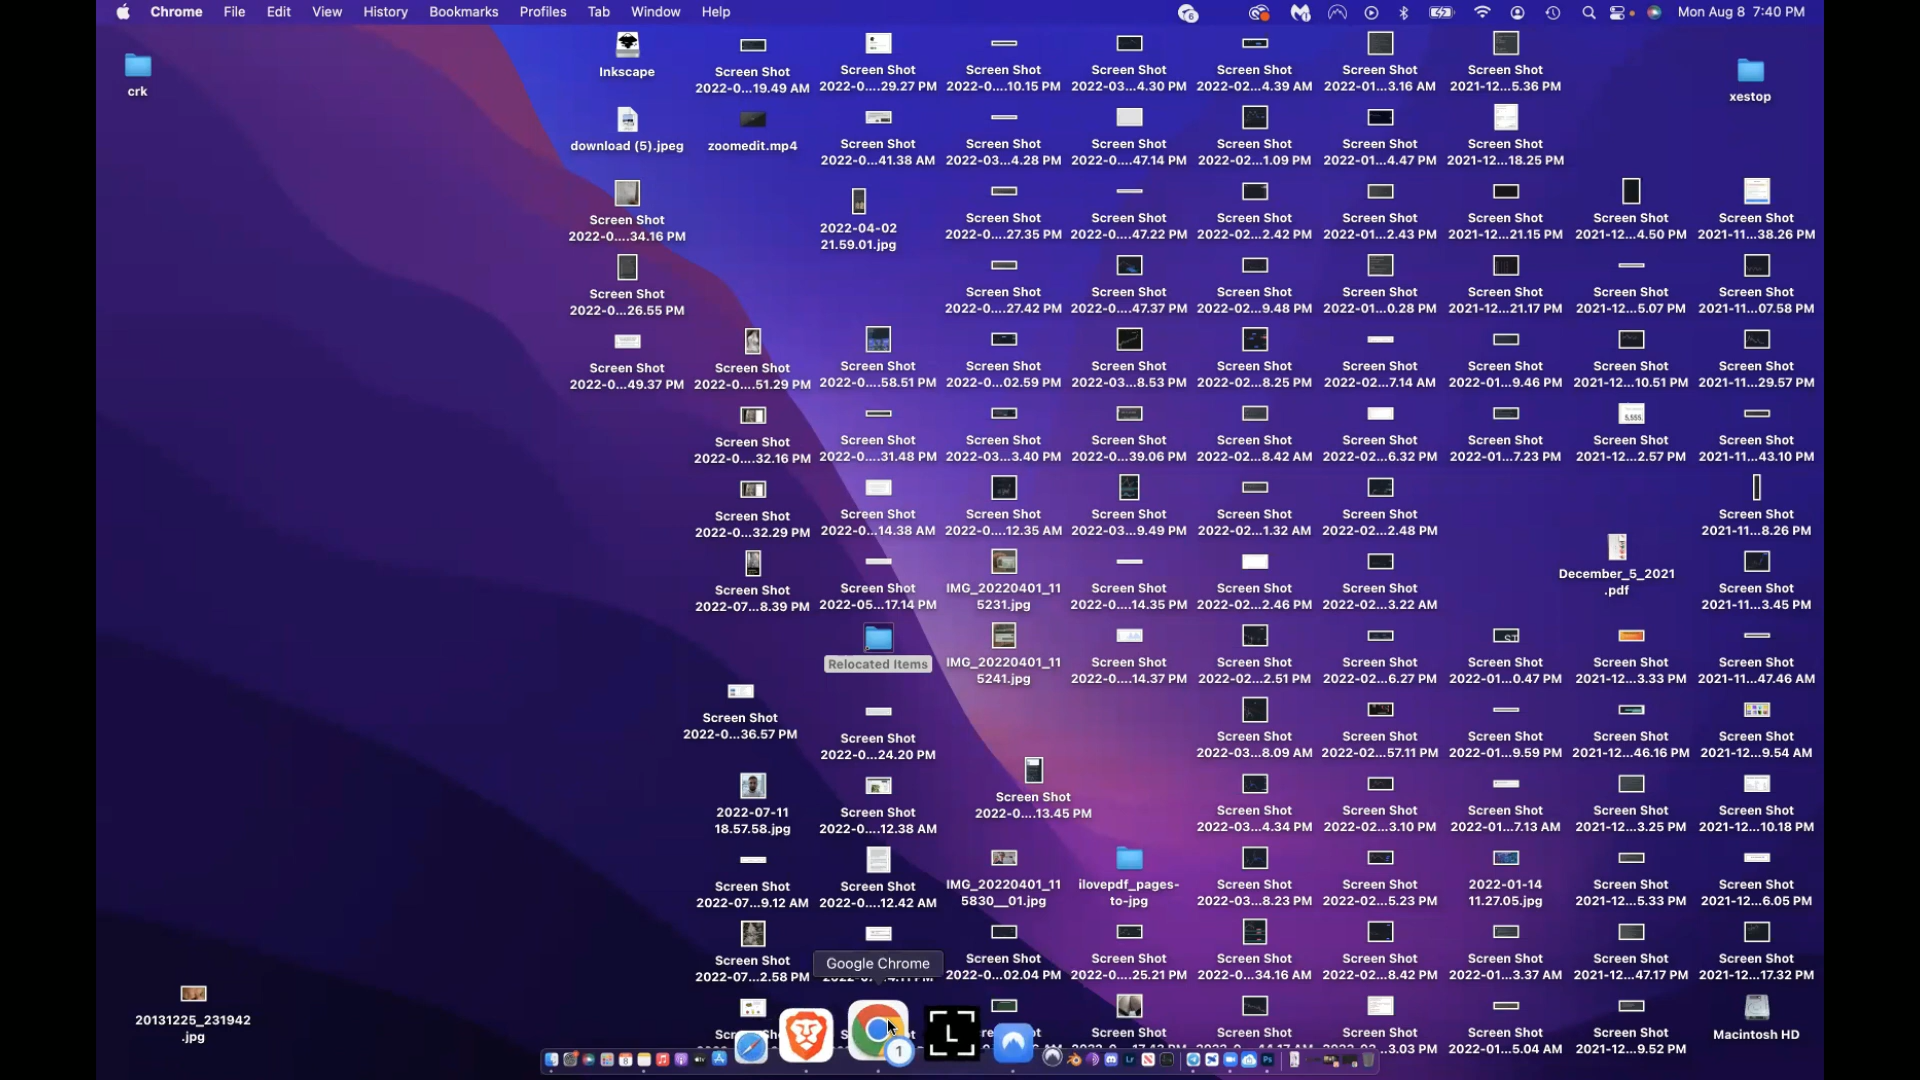 Chrome File Edit View History Bookmarks Profiles Tab Window Help
6
Mon Aug 8 7:40 PM
crk
Inkscape
Screen Shot
2022-0...19.49 AM
Screen Shot
2022-0....29.27 PM
Screen Shot
2022-0....10.15 PM
Screen Shot
2022-03...4.30 PM
Screen Shot
2022-02...4.39 AM
Screen Shot
2022-01...3.16 AM
Screen Shot
2021-12...5.36 PM
xestop
download (5).jpeg
zoomedit.mp4
Screen Shot
2022-0...41.38 AM
Screen Shot
2022-03...4.28 PM
Screen Shot
2022-0....47.14 PM
Screen Shot
2022-02...1.09 PM
Screen Shot
2022-01...4.47 PM
Screen Shot
2021-12...18.25 PM
Screen Shot
2022-0....34.16 PM
2022-04-02
21.59.01.jpg
Screen Shot
2022-0....27.35 PM
Screen Shot
2022-0....47.22 PM
Screen Shot
2022-02...2.42 PM
Screen Shot
2022-01...2.43 PM
Screen Shot
2021-12...21.15 PM
Screen Shot
2021-12...4.50 PM
Screen Shot
2021-11...38.26 PM
Screen Shot
2022-0...26.55 PM
Screen Shot
2022-0....27.42 PM
Screen Shot
2022-0....47.37 PM
Screen Shot
2022-02...9.48 PM
Screen Shot
2022-01...0.28 PM
Screen Shot
2021-12...21.17 PM
Screen Shot
2021-12...5.07 PM
Screen Shot
2021-11...07.58 PM
Screen Shot
2022-0...49.37 PM
Screen Shot
2022-0....51.29 PM
Screen Shot
2022-0....58.51 PM
Screen Shot
2022-0...02.59 PM
Screen Shot
2022-03...8.53 PM
Screen Shot
2022-02...8.25 PM
Screen Shot
2022-02...7.14 AM
Screen Shot
2022-01...9.46 PM
Screen Shot
2021-12...10.51 PM
Screen Shot
2021-11...29.57 PM
Screen Shot
2022-0....32.16 PM
Screen Shot
2022-0....31.48 PM
Screen Shot
2022-03...3.40 PM
Screen Shot
2022-0...39.06 PM
Screen Shot
2022-02...8.42 AM
Screen Shot
2022-02...6.32 PM
Screen Shot
2022-01...7.23 PM
5,555.
Screen Shot
2021-12...2.57 PM
Screen Shot
2021-11...43.10 PM
Screen Shot
2022-0...32.29 PM
Screen Shot
2022-0...14.38 AM
Screen Shot
2022-0....12.35 AM
Screen Shot
2022-03...9.49 PM
Screen Shot
2022-02...1.32 AM
Screen Shot
2022-02...2.48 PM
Screen Shot
2021-11...8.26 PM
Screen Shot
2022-07...8.39 PM
Screen Shot
2022-05...17.14 PM
IMG_20220401_11
5231.jpg
Screen Shot
2022-0....14.35 PM
Screen Shot
2022-02...2.46 PM
Screen Shot
2022-02...3.22 AM
December_5_2021
.pdf
Screen Shot
2021-11...3.45 PM
Relocated Items
IMG_20220401_11
5241.jpg
Screen Shot
2022-0....14.37 PM
Screen Shot
2022-02...2.51 PM
Screen Shot
2022-02...6.27 PM
ST
Screen Shot
2022-01...0.47 PM
Screen Shot
2021-12...3.33 PM
Screen Shot
2021-11...47.46 AM
Screen Shot
2022-0...36.57 PM
Screen Shot
2022-0...24.20 PM
Screen Shot
2022-0....13.45 PM
Screen Shot
2022-03...8.09 AM
Screen Shot
2022-02...57.11 PM
Screen Shot
2022-01...9.59 PM
Screen Shot
2021-12...46.16 PM
Screen Shot
2021-12...9.54 AM
2022-07-11
18.57.58.jpg
Screen Shot
2022-0....12.38 AM
Screen Shot
2022-03...4.34 PM
Screen Shot
2022-02...3.10 PM
Screen Shot
2022-01...7.13 AM
Screen Shot
2021-12...3.25 PM
Screen Shot
2021-12...10.18 PM
Screen Shot
2022-07...9.12 AM
Screen Shot
2022-0....12.42 AM
IMG_20220401_11
5830__01.jpg
ilovepdf_pages-
to-jpg
Screen Shot
2022-03...8.23 PM
Screen Shot
2022-02...5.23 PM
2022-01-14
11.27.05.jpg
Screen Shot
2021-12...5.33 PM
Screen Shot
2021-12...6.05 PM
Screen Shot
2022-07...2.58 PM
Google Chrome
Screen Shot
2022-0...02.04 PM
Screen Shot
2022-0....25.21 PM
Screen Shot
2022-0...34.16 AM
Screen Shot
2022-02...8.42 PM
Screen Shot
2022-01...3.37 AM
Screen Shot
2021-12...47.17 PM
Screen Shot
2021-12...17.32 PM
20131225_231942
.jpg
L
1
Screen Shot
Screen Shot
Screen Shot
Screen Shot
2022-02...3.03 PM
Screen Shot
2022-01...5.04 AM
Screen Shot
2021-12...9.52 PM
Macintosh HD